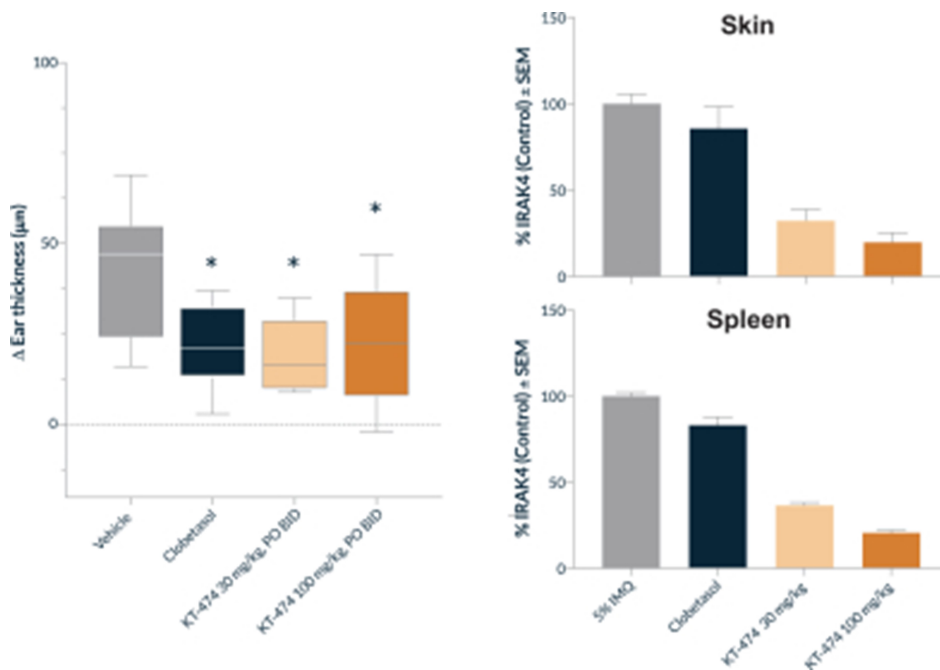 Δ Ear thickness (μm)
100
50
0
*
*
*
Vehicle
Clobetasol
KT-474 30 mg/kg, PO BID
KT-474 100 mg/kg, PO BID
Skin
% IRAK4 (Control) ± SEM
150
100
50
0
Spleen
% IRAK4 (Control) ± SEM
150
100
50
0
5% IMQ
Clobetasol
KT-474 30 mg/kg
KT-474 100 mg/kg